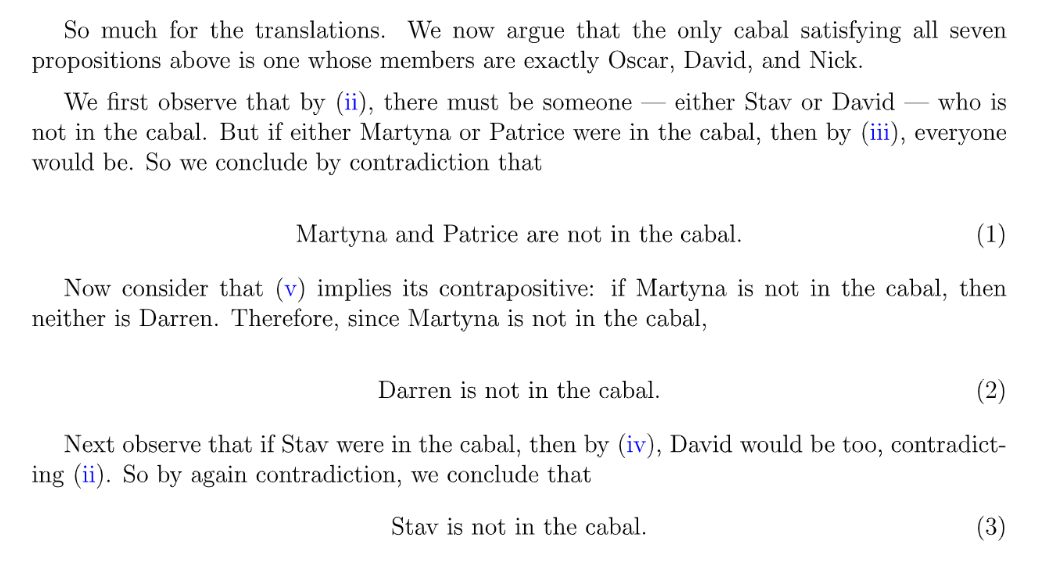 So much for the translations. We now argue that the only cabal satisfying all seven
propositions above is one whose members are exactly Oscar, David, and Nick.
We first observe that by (ii), there must be someone — either Stav or David — who is
not in the cabal. But if either Martyna or Patrice were in the cabal, then by (iii), everyone
would be. So we conclude by contradiction that
Martyna and Patrice are not in the cabal. (1)
Now consider that (v) implies its contrapositive: if Martyna is not in the cabal, then
neither is Darren. Therefore, since Martyna is not in the cabal,
Darren is not in the cabal. (2)
Next observe that if Stav were in the cabal, then by (iv), David would be too, contradict-
ing (ii). So by again contradiction, we conclude that
Stav is not in the cabal. (3)